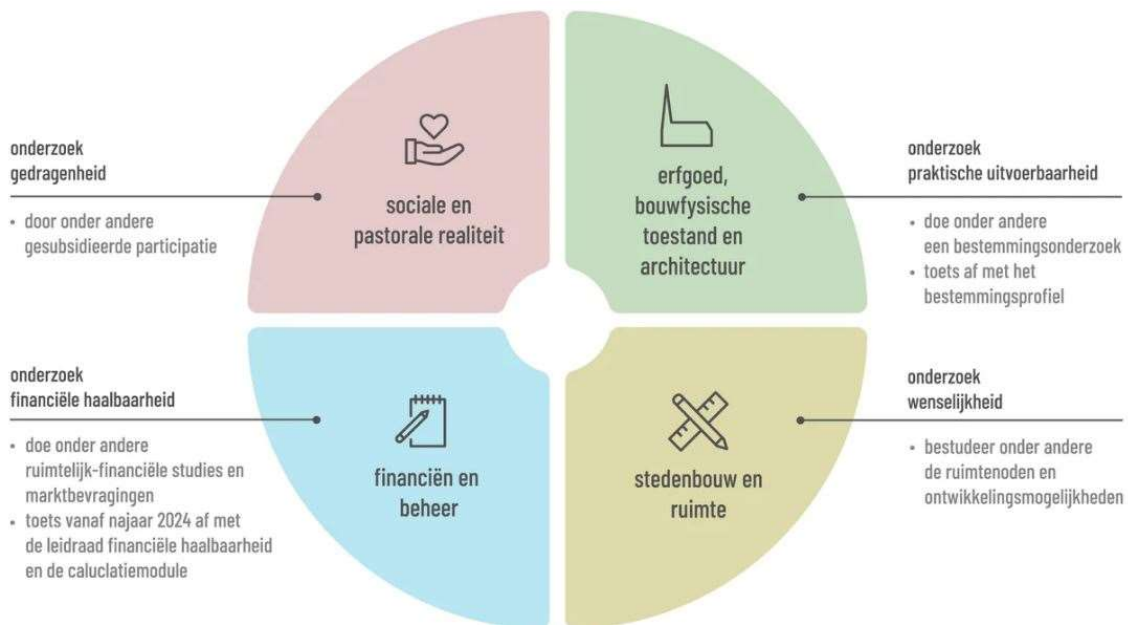 onderzoek
gedragenheid
• door onder andere
gesubsidieerde participatie
sociale en
pastorale realiteit
erfgoed,
bouwfysische
toestand en
architectuur
onderzoek
praktische uitvoerbaarheid
• doe onder andere
een bestemmingsonderzoek
• toets af met het
bestemmingsprofiel
onderzoek
financiële haalbaarheid
• doe onder andere
ruimtelijk-financiële studies en
marktbevragingen
• toets vanaf najaar 2024 af met
de leidraad financiële haalbaarheid
en de caluclatiemodule
financiën en
beheer
stedenbouw en
ruimte
onderzoek
wenselijkheid
• bestudeer onder andere
de ruimtenoden en
ontwikkelingsmogelijkheden